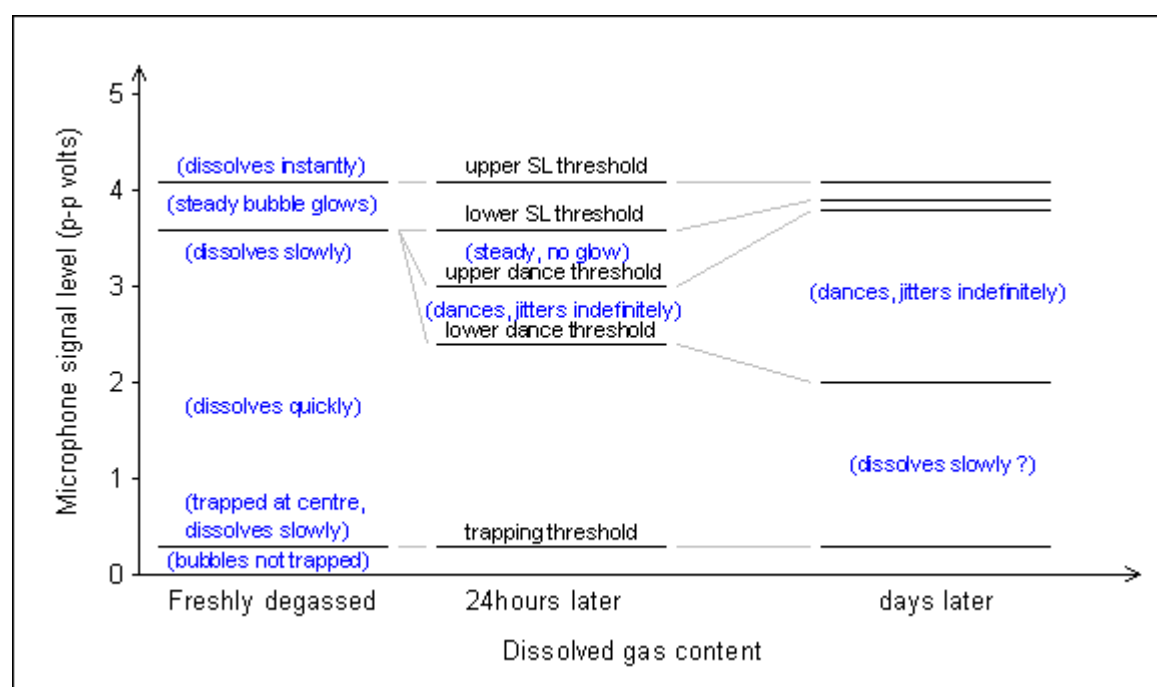 5
(dissolves instantly)
upper SL threshold
4
(steady bubble glows)
lower SL threshold
(dissolves slowly)
(steady, no glow)
3
upper dance threshold
(dances, jitters indefinitely)
(dances, jitters indefinitely)
lower dance threshold
2
(dissolves quickly)
1
(dissolves slowly ?)
(trapped at centre,
dissolves slowly)
trapping threshold
(bubbles not trapped)
0
Microphone signal level (p-p volts)
Freshly degassed
24hours later
days later
Dissolved gas content